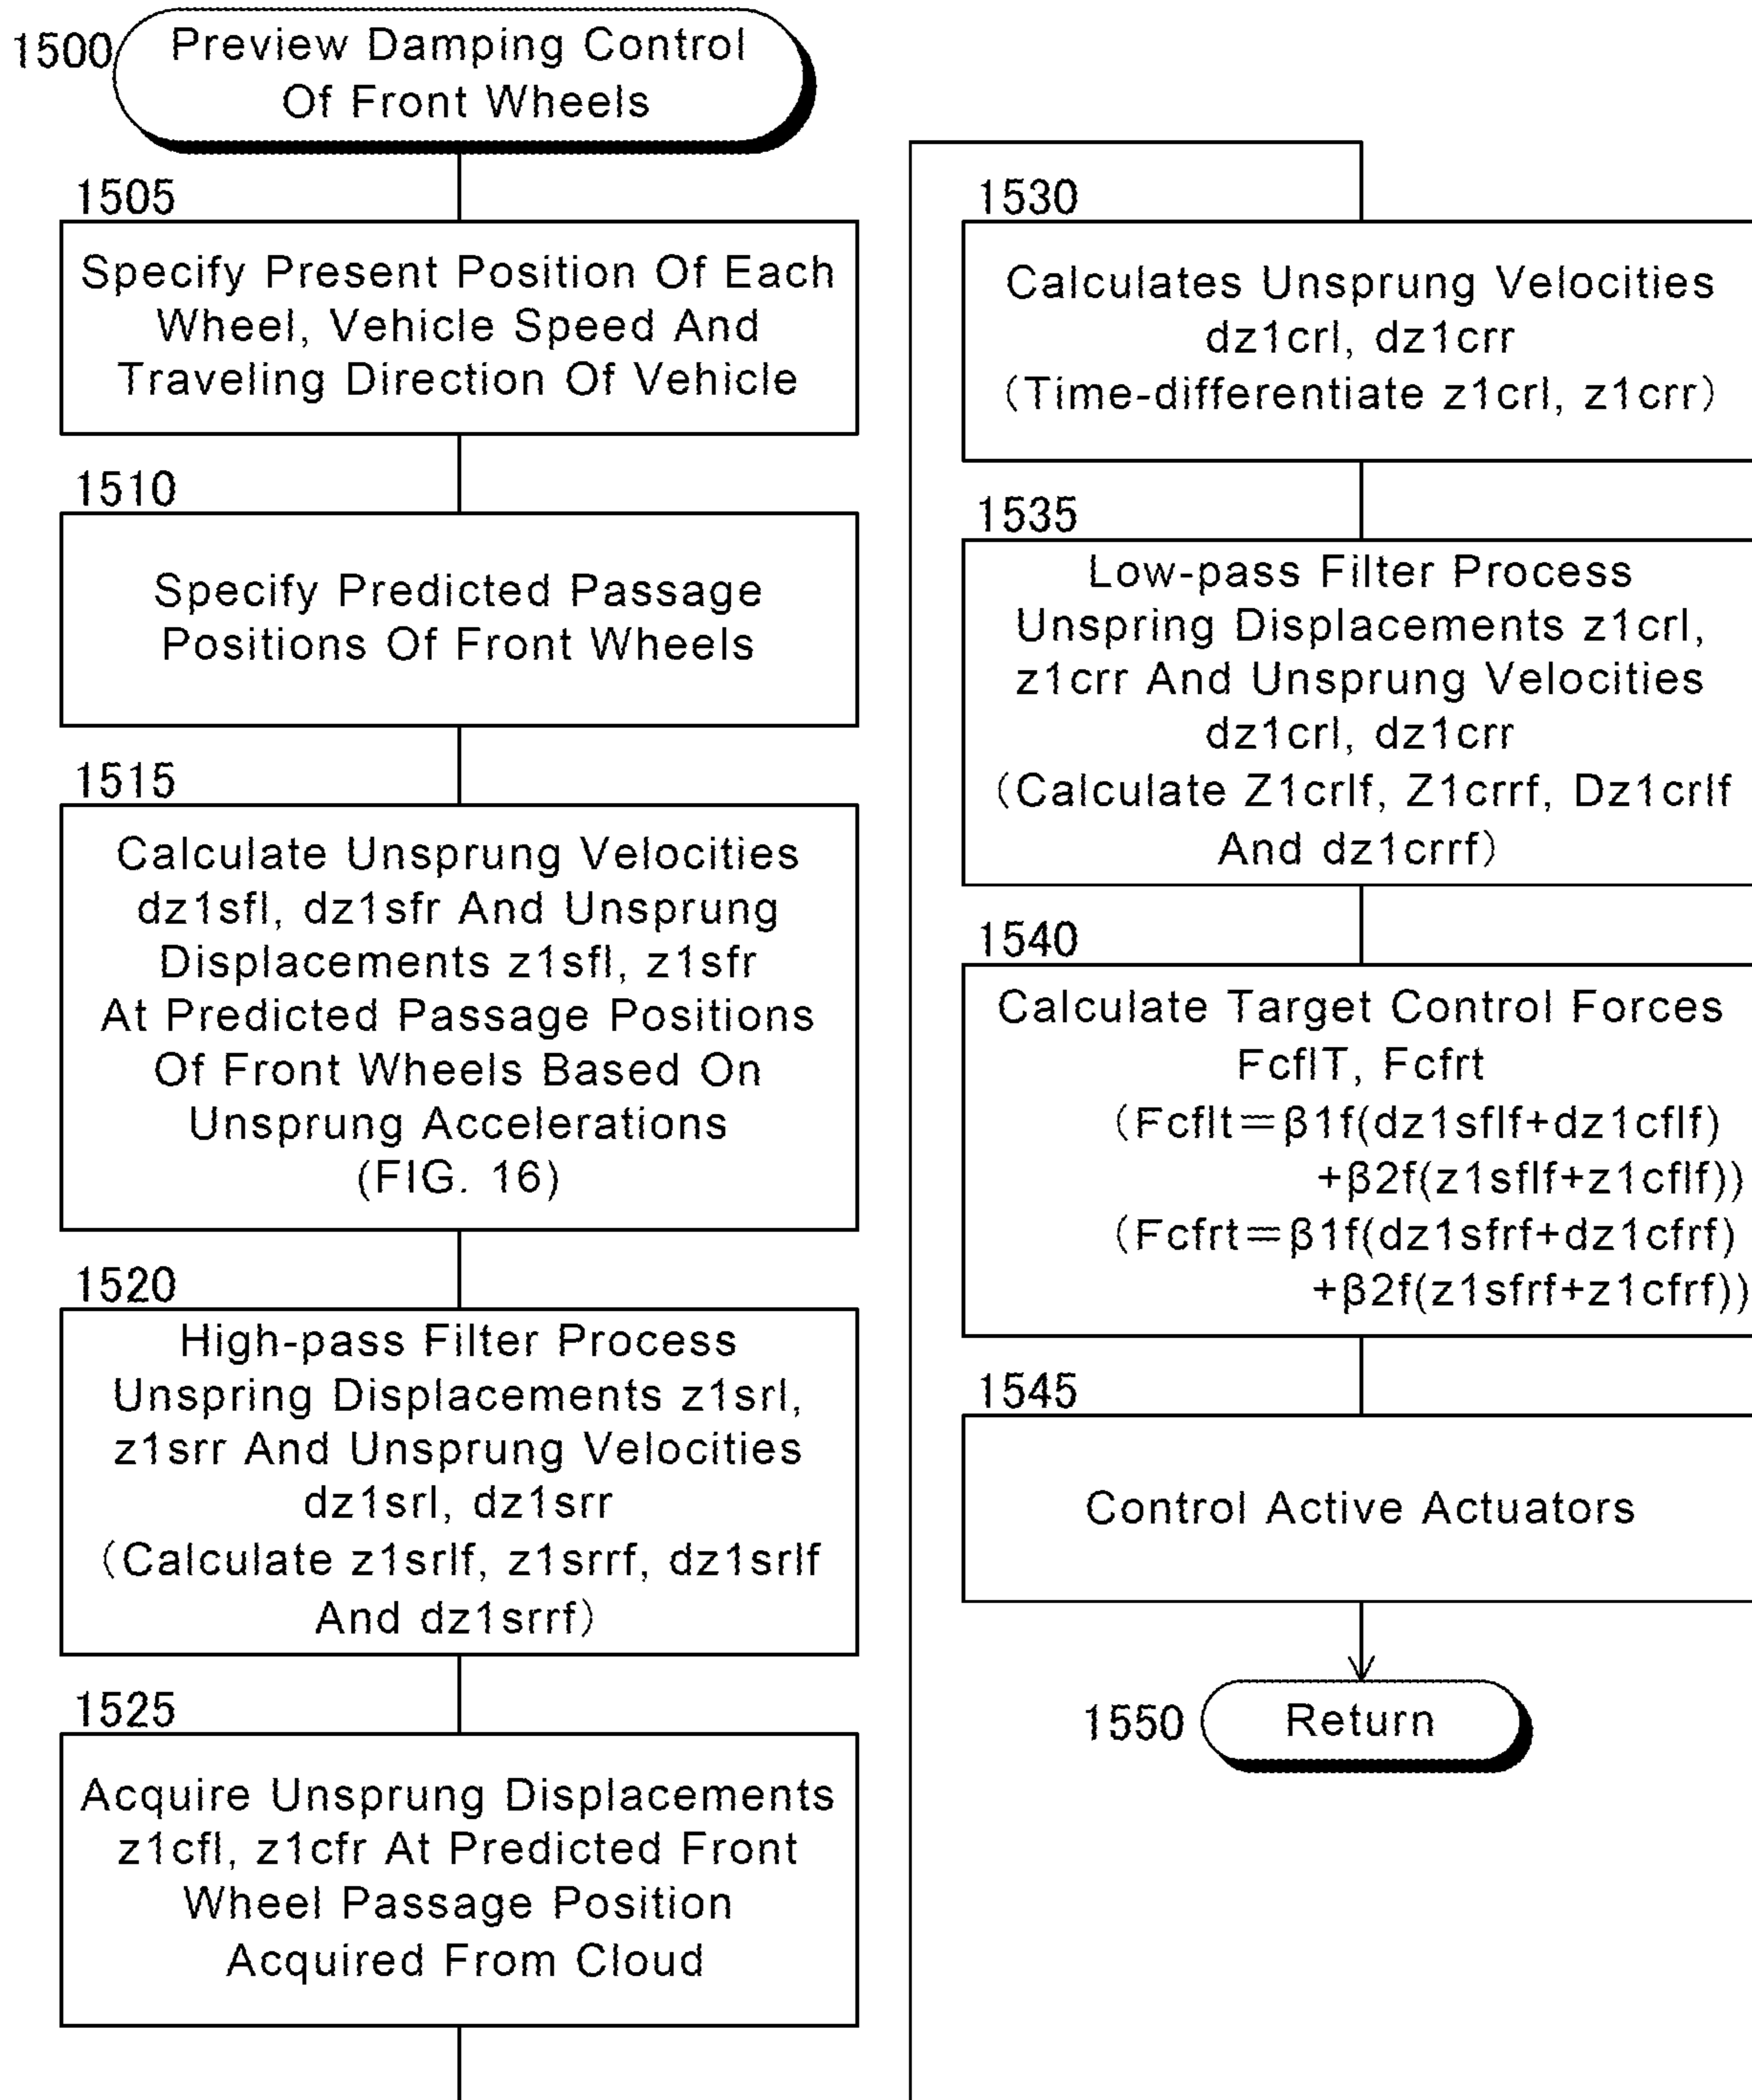 1500
Preview Damping Control
Of Front Wheels
1505
Specify Present Position Of Each
Wheel, Vehicle Speed And
Traveling Direction Of Vehicle
1510
Specify Predicted Passage
Positions Of Front Wheels
1515
Calculate Unsprung Velocities
dz1sfl, dz1sfr And Unsprung
Displacements z1sfl, z1sfr
At Predicted Passage Positions
Of Front Wheels Based On
Unsprung Accelerations
(FIG. 16)
1520
High-pass Filter Process
Unspring Displacements z1srl,
z1srr And Unsprung Velocities
dz1srl, dz1srr
(Calculate z1srlf, z1srrf, dz1srlf
And dz1srrf)
1525
Acquire Unsprung Displacements
z1cfl, z1cfr At Predicted Front
Wheel Passage Position
Acquired From Cloud
1530
Calculates Unsprung Velocities
dz1crl, dz1crr
(Time-differentiate z1crl, z1crr)
1535
Low-pass Filter Process
Unspring Displacements z1crl,
z1crr And Unsprung Velocities
dz1crl, dz1crr
(Calculate Z1crlf, Z1crrf, Dz1crlf
And dz1crrf)
1540
Calculate Target Control Forces
FcflT, Fcfrt
(Fcflt=β1f(dz1sflf+dz1cflf)
+β2f(z1sflf+z1cflf))
(Fcfrt=β1f(dz1sfrf+dz1cfrf)
+β2f(z1sfrf+z1cfrf))
1545
Control Active Actuators
1550
Return